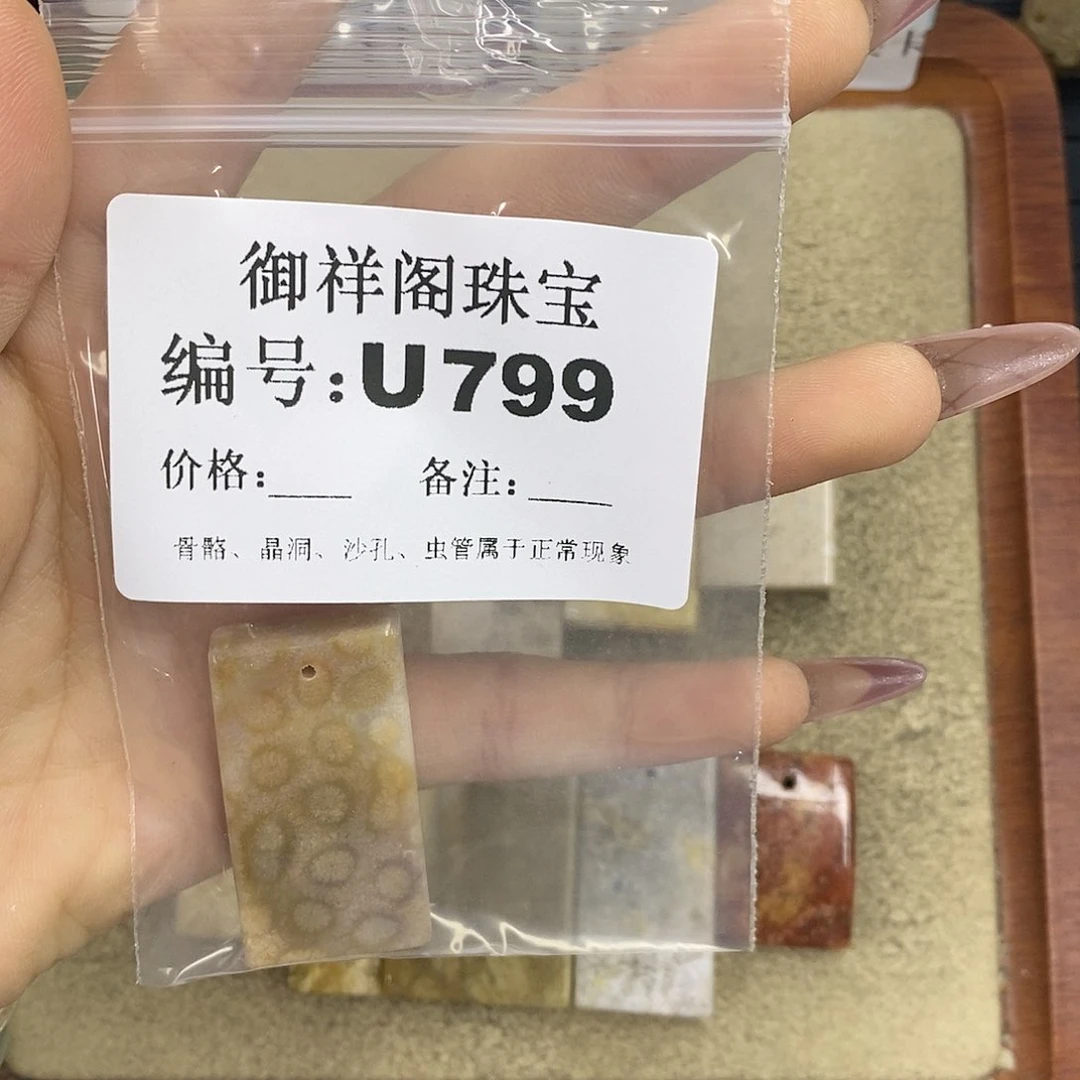 御祥阁珠宝
编号:U799
价格:____ 备注:____
骨骼、晶洞、沙孔、虫管属于正常现象